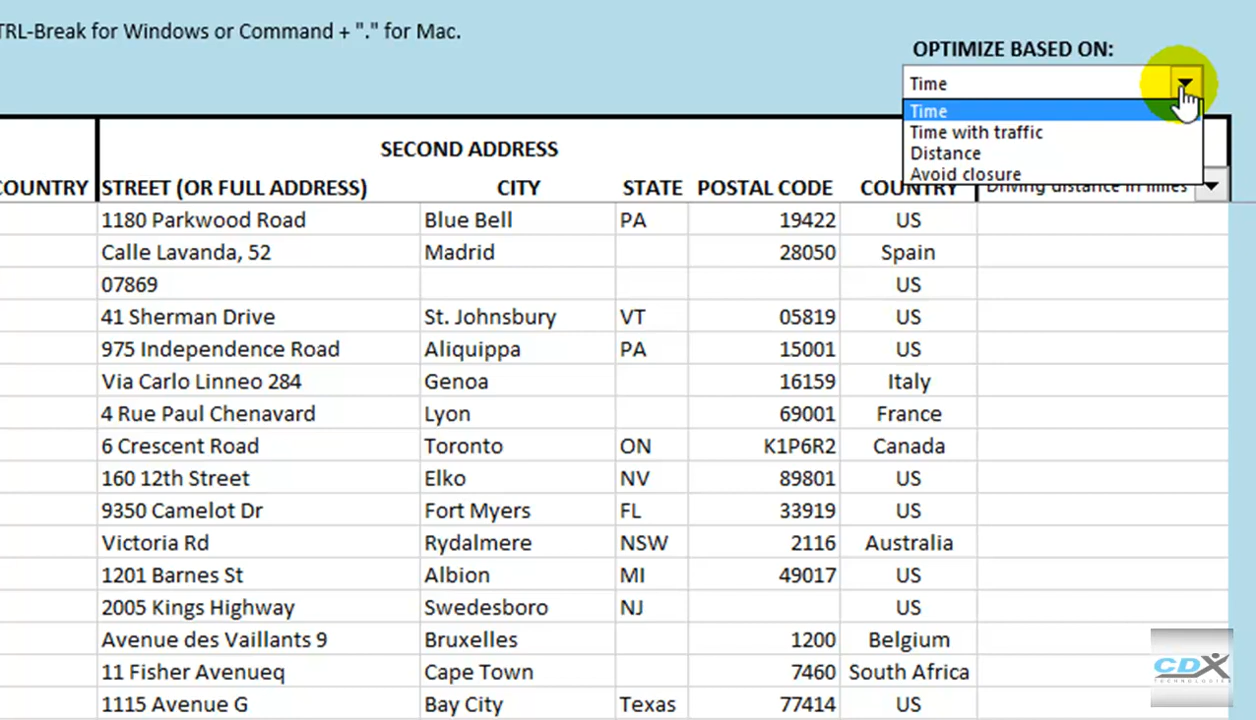 TRL-Break for Windows or Command + "." for Mac.
OPTIMIZE BASED ON:
Time
Time
Time with traffic
Distance
Avoid closure
SECOND ADDRESS
COUNTRY STREET (OR FULL ADDRESS) CITY STATE POSTAL CODE COUNTRY Driving distance in miles
1180 Parkwood Road Blue Bell PA 19422 US
Calle Lavanda, 52 Madrid 28050 Spain
07869 US
41 Sherman Drive St. Johnsbury VT 05819 US
975 Independence Road Aliquippa PA 15001 US
Via Carlo Linneo 284 Genoa 16159 Italy
4 Rue Paul Chenavard Lyon 69001 France
6 Crescent Road Toronto ON K1P6R2 Canada
160 12th Street Elko NV 89801 US
9350 Camelot Dr Fort Myers FL 33919 US
Victoria Rd Rydalmere NSW 2116 Australia
1201 Barnes St Albion MI 49017 US
2005 Kings Highway Swedesboro NJ US
Avenue des Vaillants 9 Bruxelles 1200 Belgium
11 Fisher Avenueq Cape Town 7460 South Africa
1115 Avenue G Bay City Texas 77414 US
CDX
TECHNOLOGIES